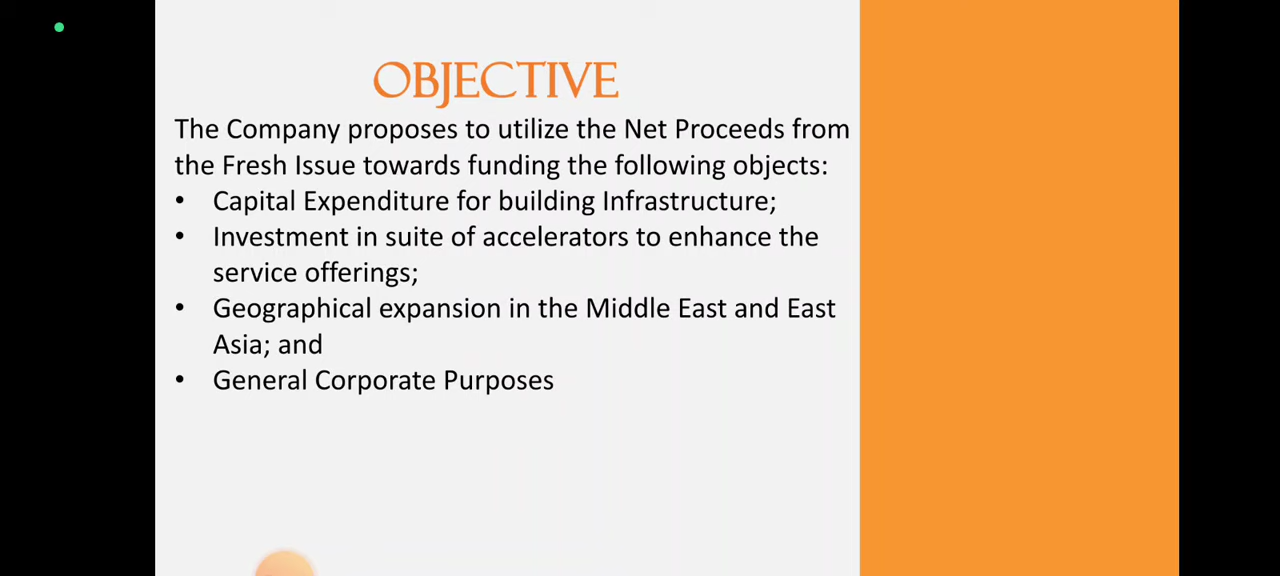 OBJECTIVE
The Company proposes to utilize the Net Proceeds from
the Fresh Issue towards funding the following objects:
• Capital Expenditure for building Infrastructure;
• Investment in suite of accelerators to enhance the
service offerings;
• Geographical expansion in the Middle East and East
Asia; and
• General Corporate Purposes